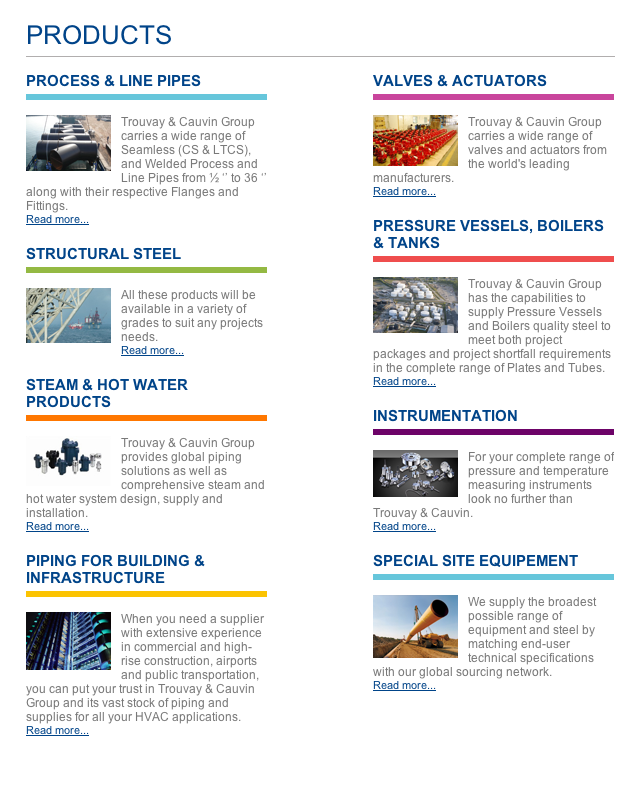 PRODUCTS
PROCESS & LINE PIPES
Trouvay & Cauvin Group
carries a wide range of
Seamless (CS & LTCS),
and Welded Process and
Line Pipes from ½ ‘’ to 36 ‘’
along with their respective Flanges and
Fittings.
Read more...
STRUCTURAL STEEL
All these products will be
available in a variety of
grades to suit any projects
needs.
Read more...
STEAM & HOT WATER
PRODUCTS
Trouvay & Cauvin Group
provides global piping
solutions as well as
comprehensive steam and
hot water system design, supply and
installation.
Read more...
PIPING FOR BUILDING &
INFRASTRUCTURE
When you need a supplier
with extensive experience
in commercial and high-
rise construction, airports
and public transportation,
you can put your trust in Trouvay & Cauvin
Group and its vast stock of piping and
supplies for all your HVAC applications.
Read more...
VALVES & ACTUATORS
Trouvay & Cauvin Group
carries a wide range of
valves and actuators from
the world's leading
manufacturers.
Read more...
PRESSURE VESSELS, BOILERS
& TANKS
Trouvay & Cauvin Group
has the capabilities to
supply Pressure Vessels
and Boilers quality steel to
meet both project
packages and project shortfall requirements
in the complete range of Plates and Tubes.
Read more...
INSTRUMENTATION
For your complete range of
pressure and temperature
measuring instruments
look no further than
Trouvay & Cauvin.
Read more...
SPECIAL SITE EQUIPEMENT
We supply the broadest
possible range of
equipment and steel by
matching end-user
technical specifications
with our global sourcing network.
Read more...